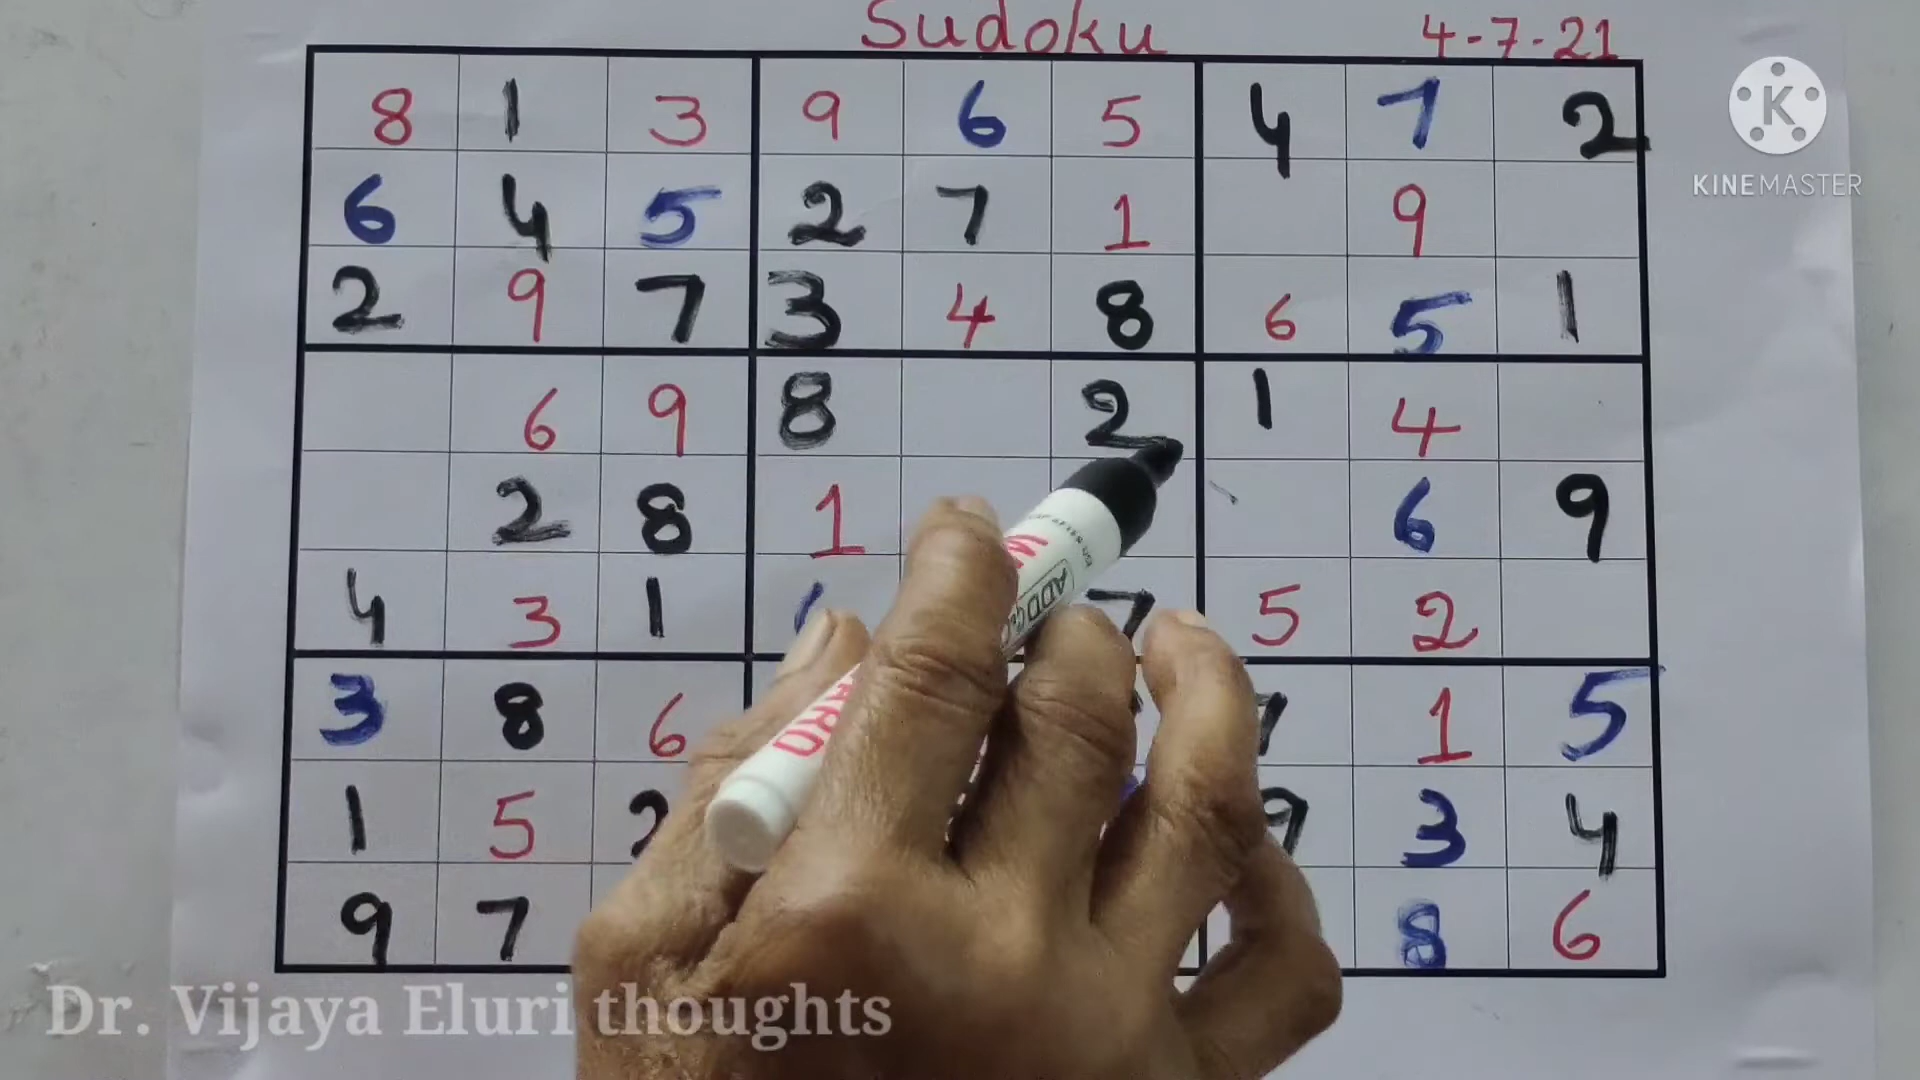 Sudoku 4-7-21
8 1 3 9 6 5 4 7 2
6 4 5 2 7 1 9
2 9 7 3 4 8 6 5 1
6 9 8 2 1 4
2 8 1 6 9
4 3 1 7 5 2
3 8 6 7 1 5
1 5 2 9 3 4
9 7 8 6
K
KINEMASTER
Dr. Vijaya Eluri thoughts